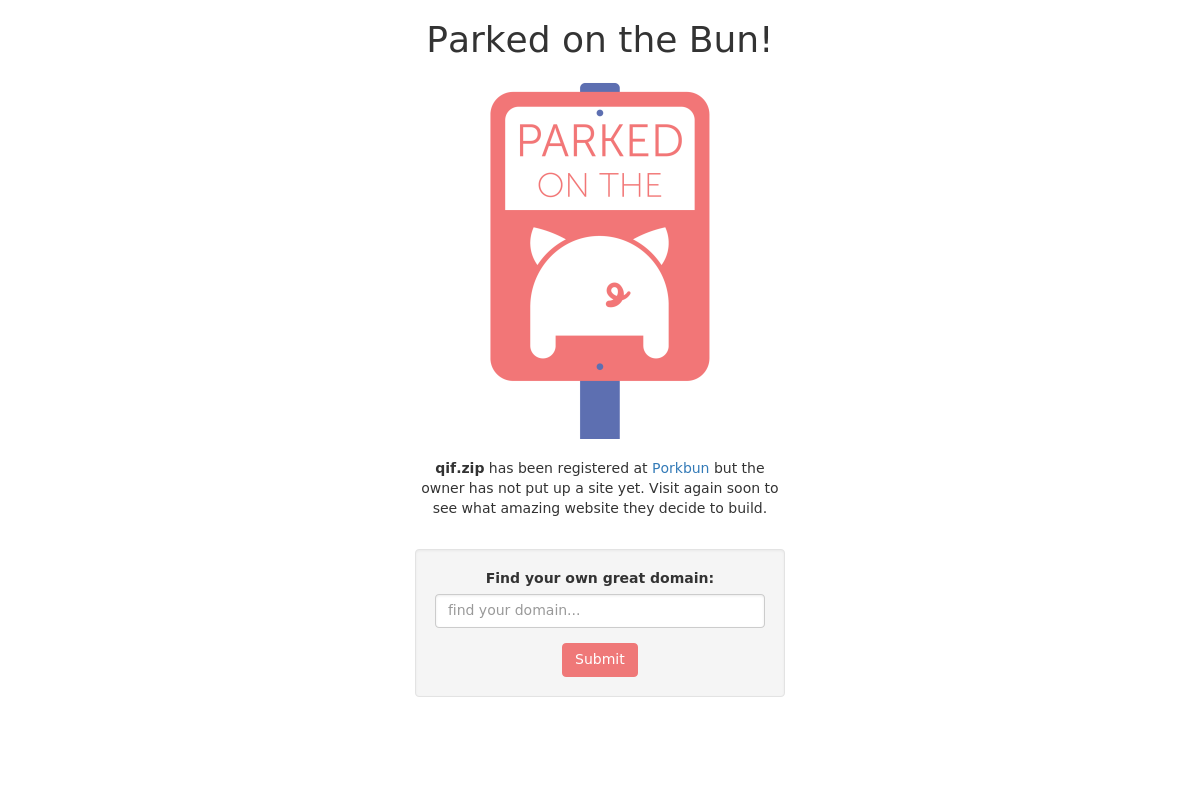 Parked on the Bun!
PARKED
ON THE
qif.zip has been registered at Porkbun but the
owner has not put up a site yet. Visit again soon to
see what amazing website they decide to build.
Find your own great domain:
find your domain...
Submit